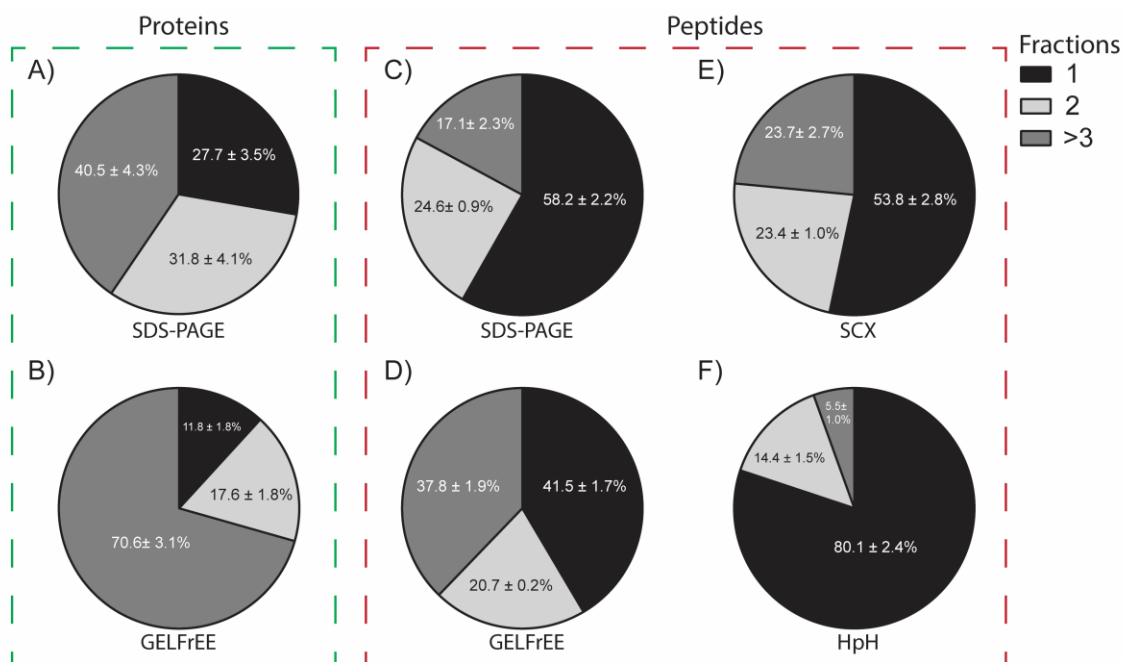 Proteins
Peptides
Fractions
1
2
>3
A)
27.7 ± 3.5%
40.5 ± 4.3%
31.8 ± 4.1%
SDS-PAGE
C)
17.1± 2.3%
24.6± 0.9%
58.2 ± 2.2%
SDS-PAGE
E)
23.7± 2.7%
53.8 ± 2.8%
23.4 ± 1.0%
SCX
B)
11.8 ± 1.8%
17.6 ± 1.8%
70.6± 3.1%
GELFrEE
D)
37.8 ± 1.9%
41.5 ± 1.7%
20.7 ± 0.2%
GELFrEE
F)
5.5±
1.0%
14.4 ± 1.5%
80.1 ± 2.4%
HpH